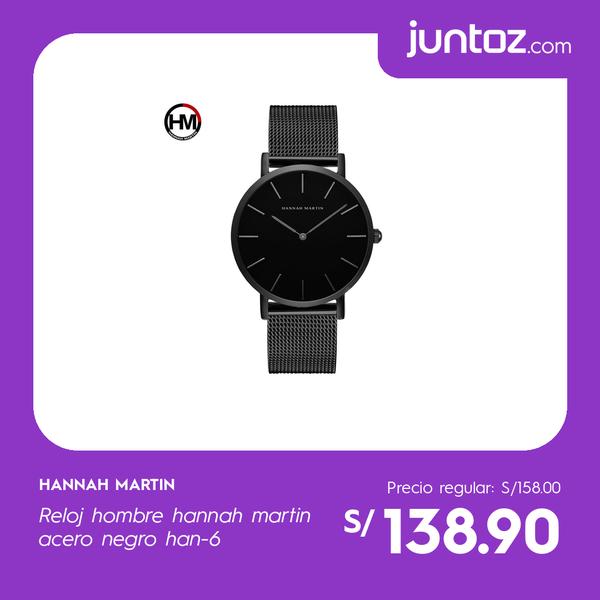 juntoz.com
HM
HANNAH MARTIN
HANNAH MARTIN
Reloj hombre hannah martin
acero negro han-6
Precio regular: S/158.00
S/ 138.90